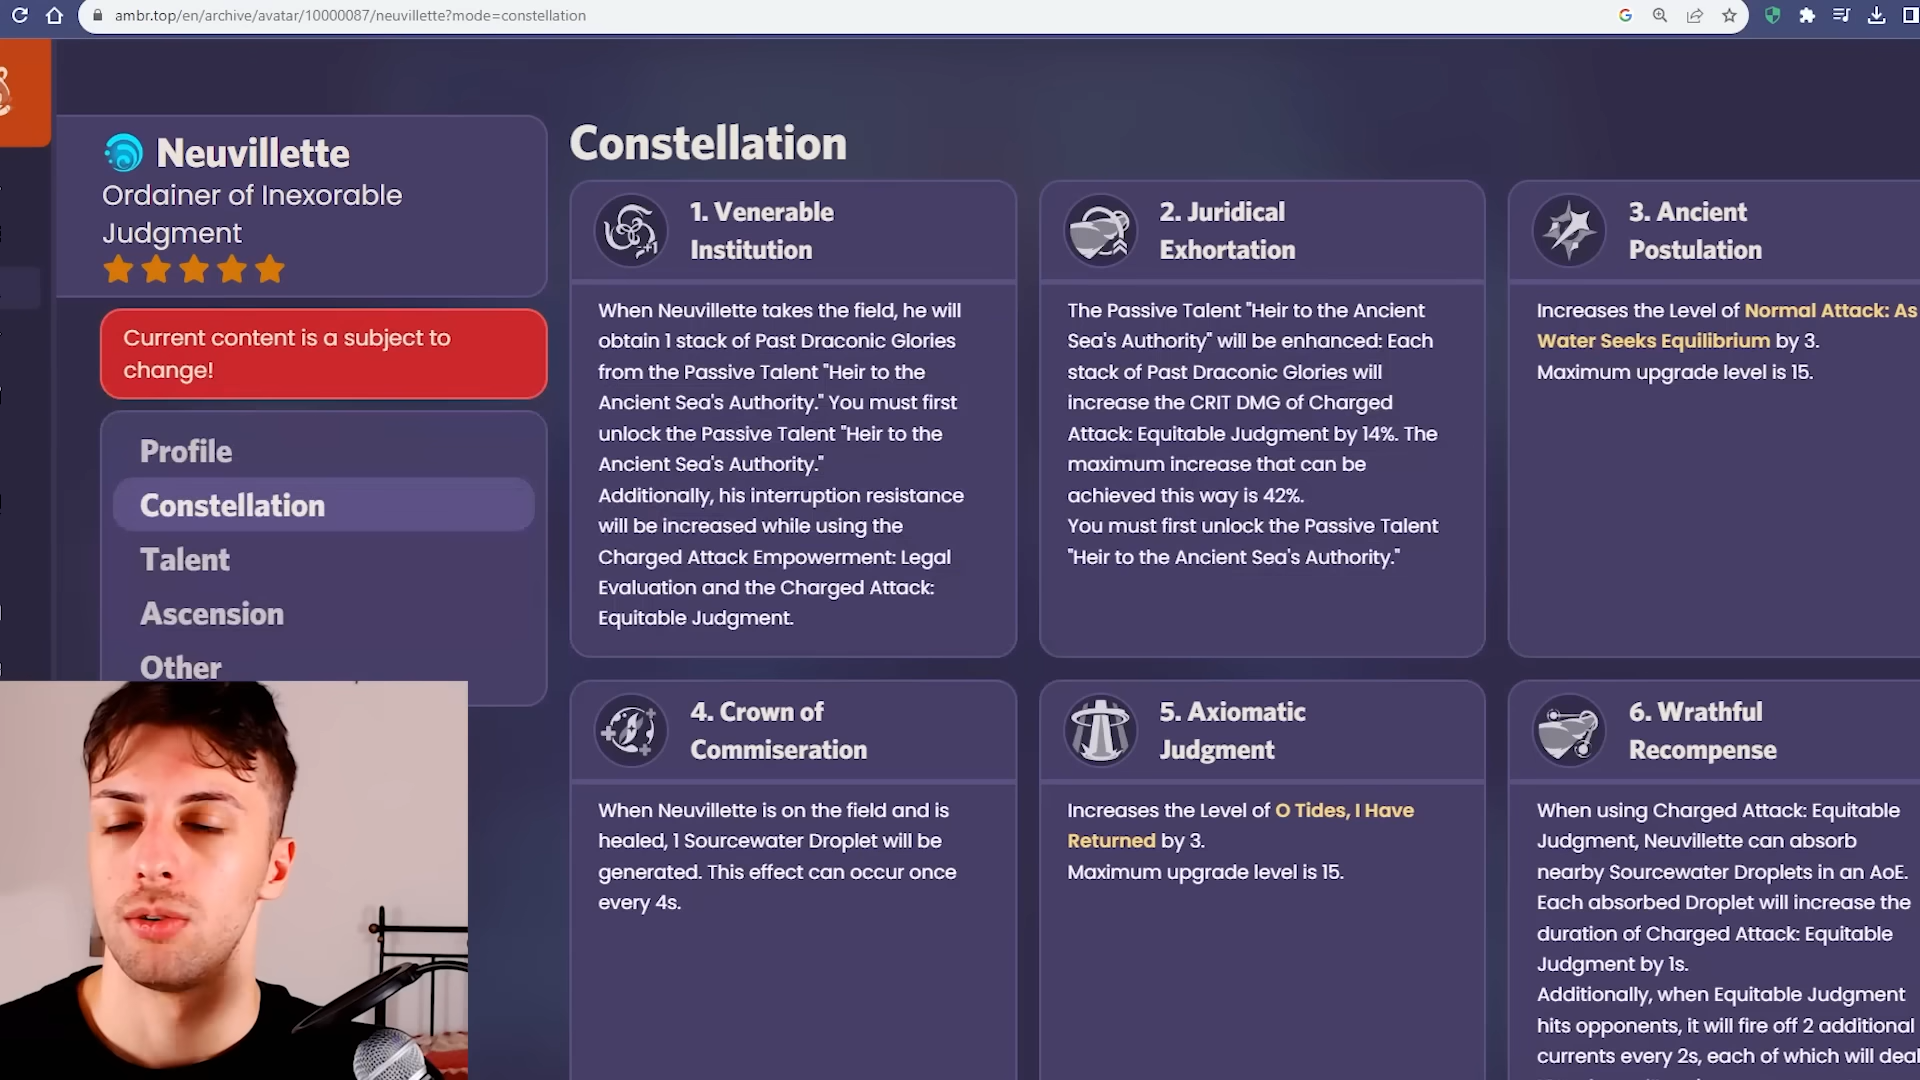 ambr.top/en/archive/avatar/10000087/neuvillette?mode=constellation
Neuvillette
Ordainer of Inexorable
Judgment
Current content is a subject to
change!
Profile
Constellation
Talent
Ascension
Other
Constellation
1. Venerable
Institution
When Neuvillette takes the field, he will
obtain 1 stack of Past Draconic Glories
from the Passive Talent "Heir to the
Ancient Sea's Authority." You must first
unlock the Passive Talent "Heir to the
Ancient Sea's Authority."
Additionally, his interruption resistance
will be increased while using the
Charged Attack Empowerment: Legal
Evaluation and the Charged Attack:
Equitable Judgment.
2. Juridical
Exhortation
The Passive Talent "Heir to the Ancient
Sea's Authority" will be enhanced: Each
stack of Past Draconic Glories will
increase the CRIT DMG of Charged
Attack: Equitable Judgment by 14%. The
maximum increase that can be
achieved this way is 42%.
You must first unlock the Passive Talent
"Heir to the Ancient Sea's Authority."
3. Ancient
Postulation
Increases the Level of Normal Attack: As
Water Seeks Equilibrium by 3.
Maximum upgrade level is 15.
4. Crown of
Commiseration
When Neuvillette is on the field and is
healed, 1 Sourcewater Droplet will be
generated. This effect can occur once
every 4s.
5. Axiomatic
Judgment
Increases the Level of O Tides, I Have
Returned by 3.
Maximum upgrade level is 15.
6. Wrathful
Recompense
When using Charged Attack: Equitable
Judgment, Neuvillette can absorb
nearby Sourcewater Droplets in an AoE.
Each absorbed Droplet will increase the
duration of Charged Attack: Equitable
Judgment by 1s.
Additionally, when Equitable Judgment
hits opponents, it will fire off 2 additional
currents every 2s, each of which will deal